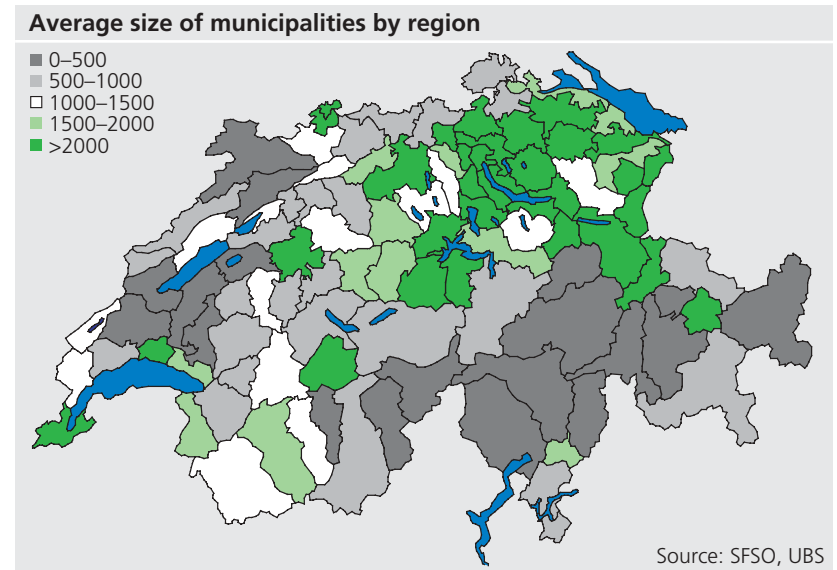 Average size of municipalities by region
0–500
500–1000
1000–1500
1500–2000
>2000
Source: SFSO, UBS